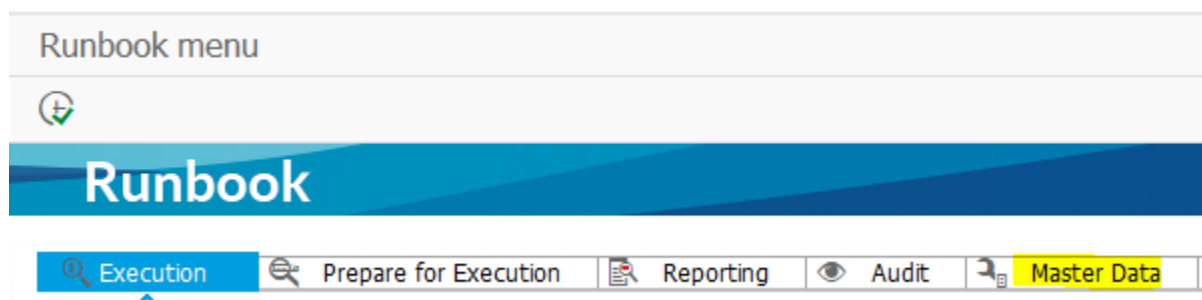 Runbook menu
Runbook
Execution Prepare for Execution Reporting Audit Master Data